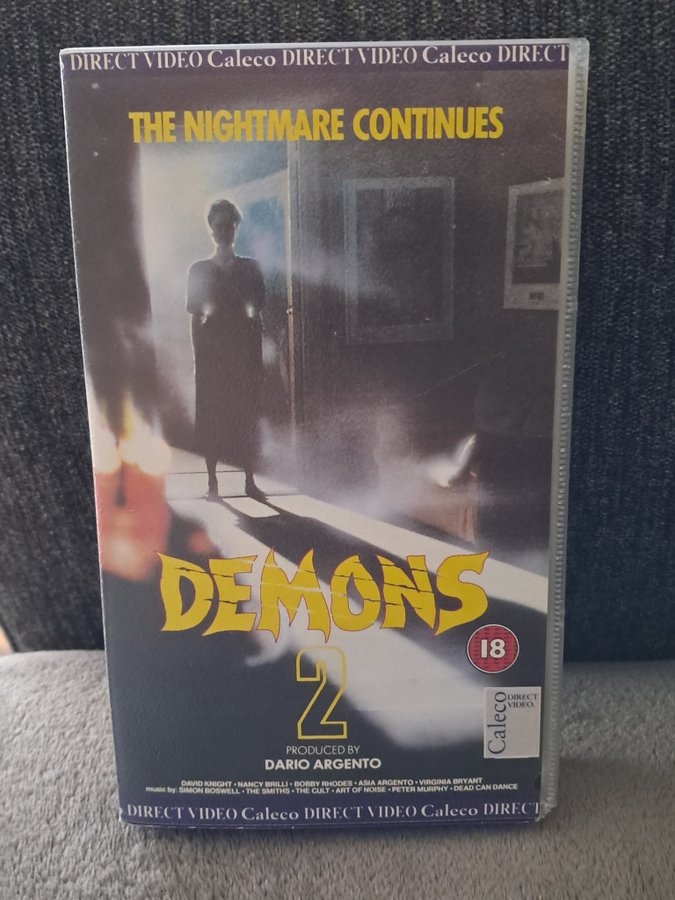 DIRECT VIDEO Caleco DIRECT VIDEO Caleco DIRECT
THE NIGHTMARE CONTINUES
DEMONS
2
18
Caleco DIRECT VIDEO.
PRODUCED BY
DARIO ARGENTO
DAVID KNIGHT • NANCY BRILLI • BOBBY RHODES • ASIA ARGENTO • VIRGINIA BRYANT
music by: SIMON BOSWELL • THE SMITHS • THE CULT • ART OF NOISE • PETER MURPHY • DEAD CAN DANCE
DIRECT VIDEO Caleco DIRECT VIDEO Caleco DIRECT